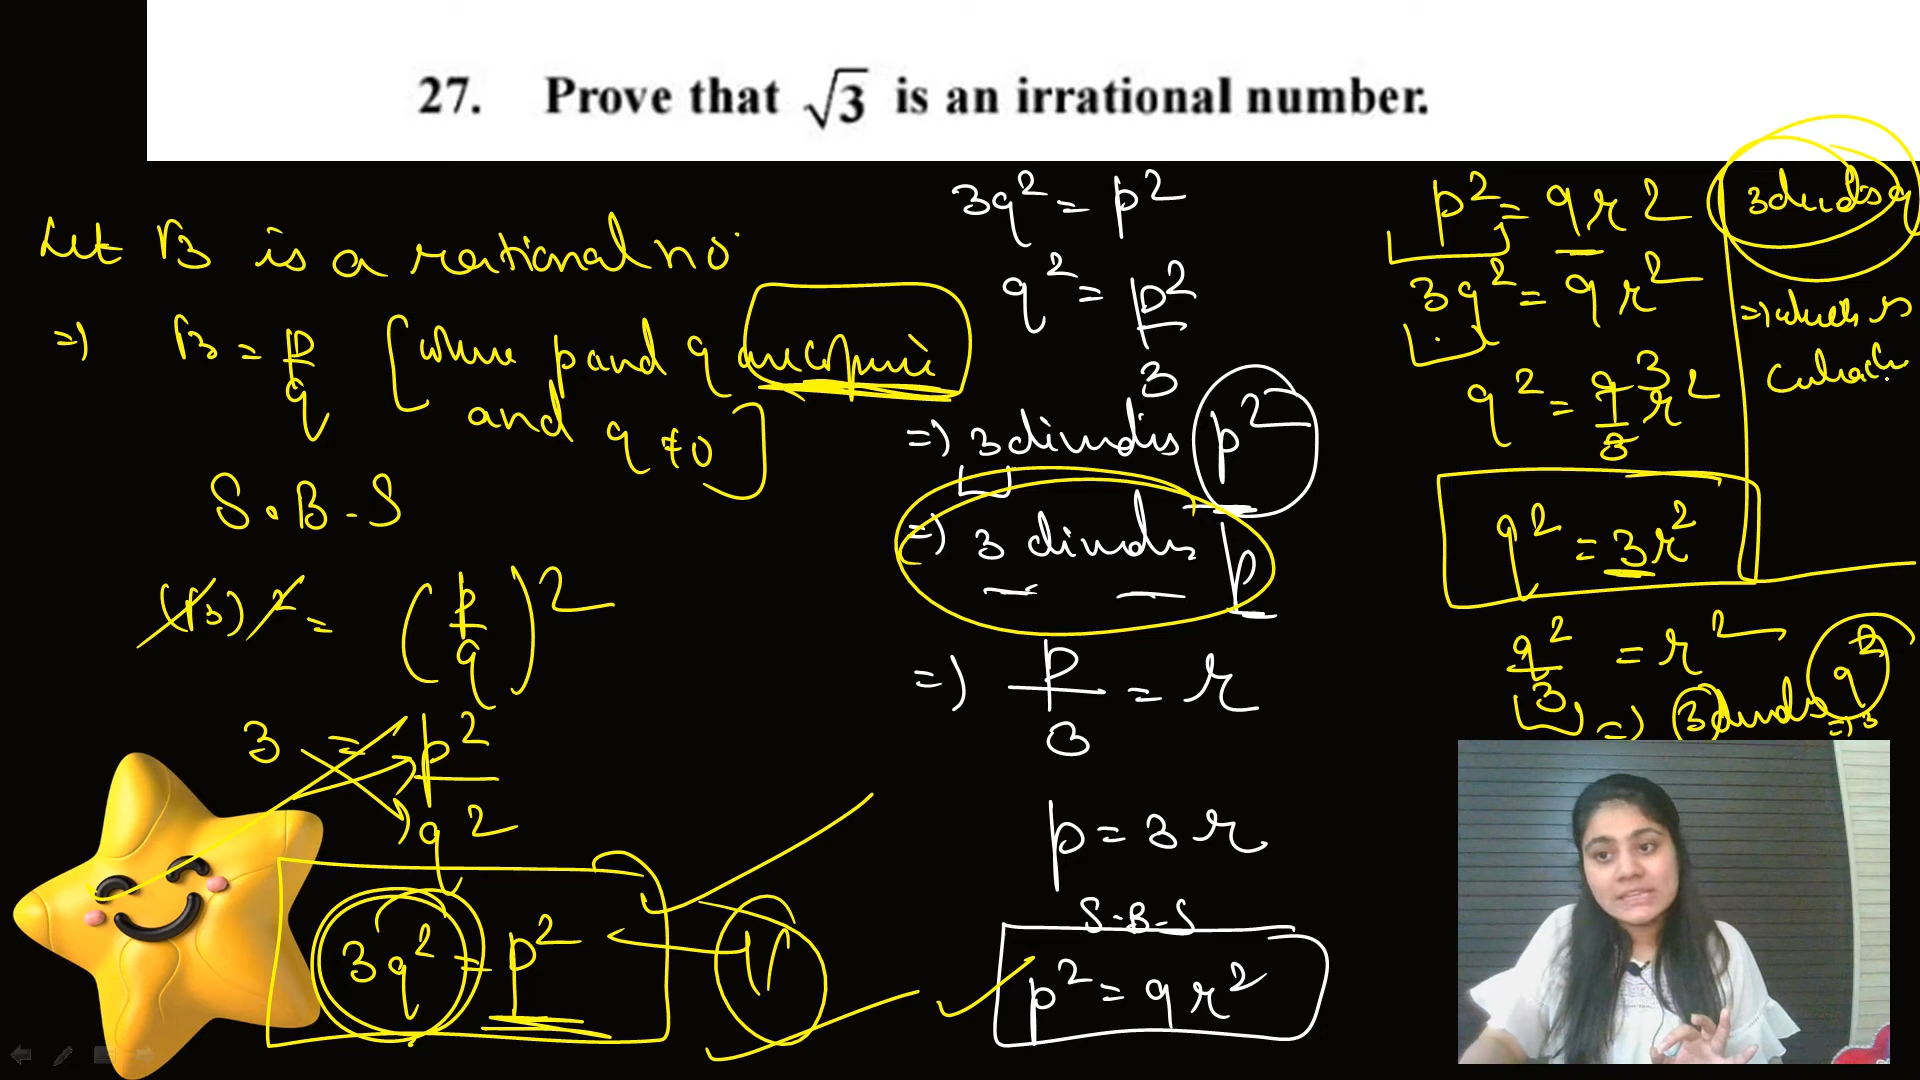 27. Prove that √3 is an irrational number.
Let √3 is a rational no.
=) √3 = p/q [where p and q are coprime
and q ≠ 0]
S.B.S
(√3)² = (p/q)²
3 = p²/q²
3q² = p²
3q² = p²
q² = p²/3
=) 3 divides p²
=) 3 divides p
=) p/3 = r
p = 3r
S-B-S
p² = 9r²
p² = 9r²
3q² = 9r²
q² = 9r²/3
3
q² = 3r²
q²/3 = r²
=) 3 divides q²
=) 3
3 divides q
=) which is